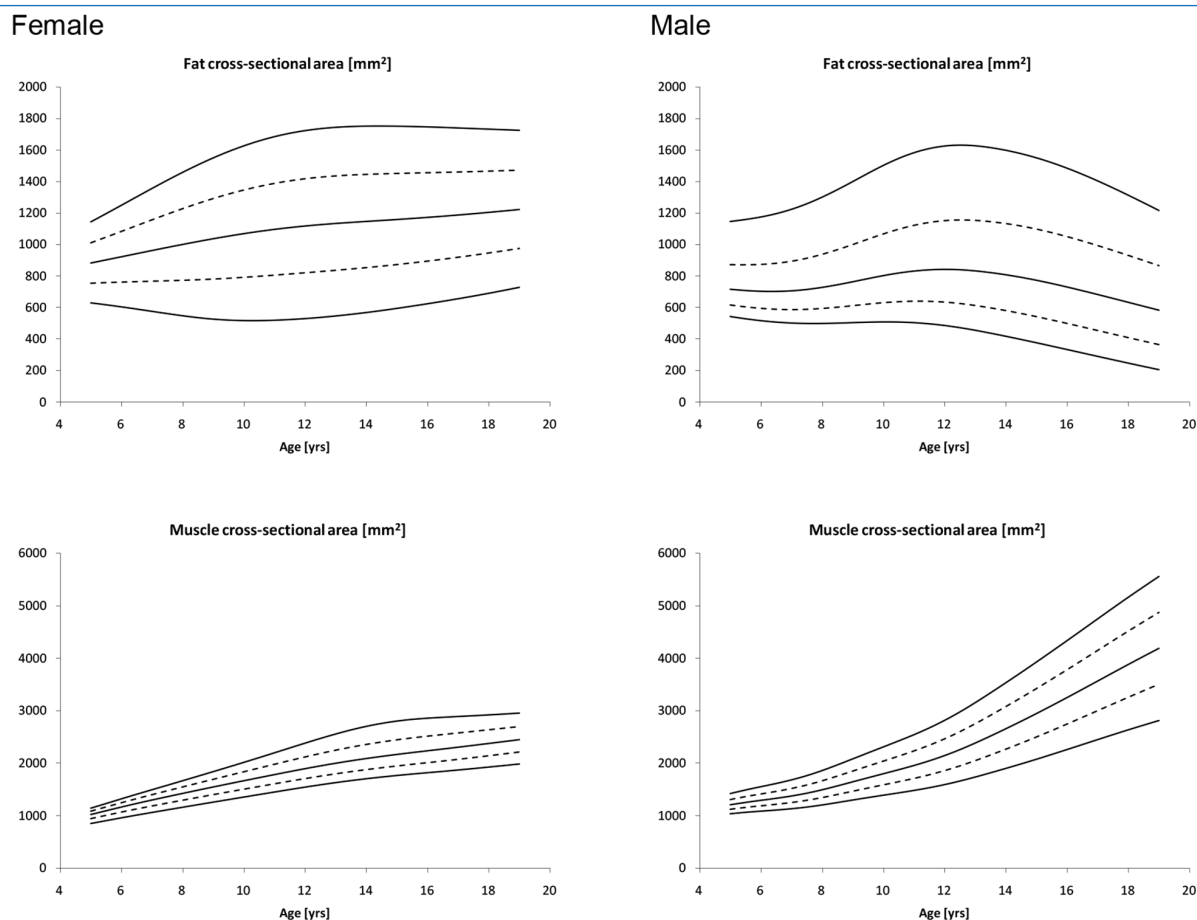 Female
Fat cross-sectional area [mm²]
2000
1800
1600
1400
1200
1000
800
600
400
200
0
4 6 8 10 12 14 16 18 20
Age [yrs]
Male
Fat cross-sectional area [mm²]
2000
1800
1600
1400
1200
1000
800
600
400
200
0
4 6 8 10 12 14 16 18 20
Age [yrs]
Muscle cross-sectional area [mm²]
6000
5000
4000
3000
2000
1000
0
4 6 8 10 12 14 16 18 20
Age [yrs]
Muscle cross-sectional area [mm²]
6000
5000
4000
3000
2000
1000
0
4 6 8 10 12 14 16 18 20
Age [yrs]